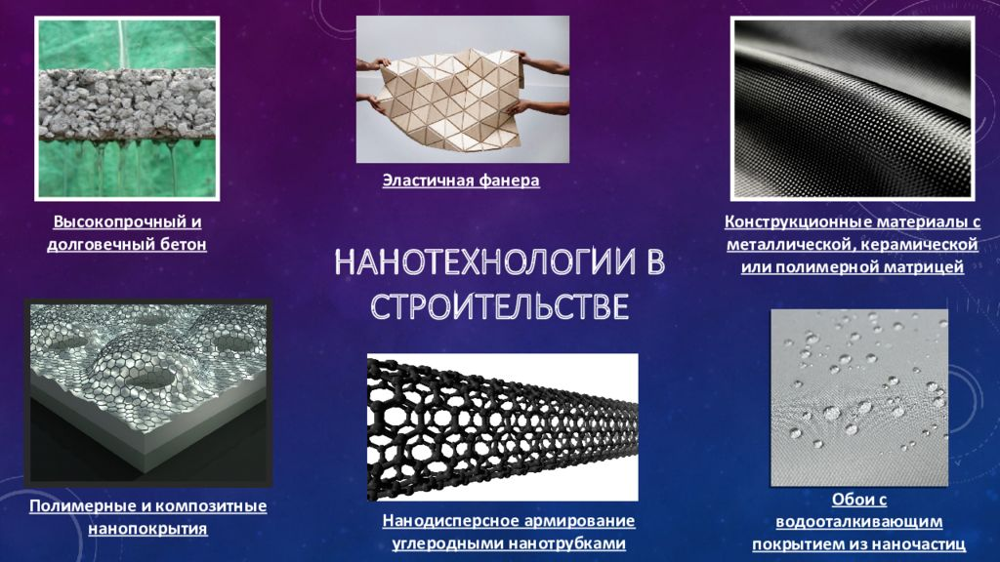 Эластичная фанера
Высокопрочный и
долговечный бетон
Конструкционные материалы с
металлической, керамической
или полимерной матрицей
НАНОТЕХНОЛОГИИ В
СТРОИТЕЛЬСТВЕ
Полимерные и композитные
нанопокрытия
Нанодисперсное армирование
углеродными нанотрубками
Обои с
водооталкивающим
покрытием из наночастиц